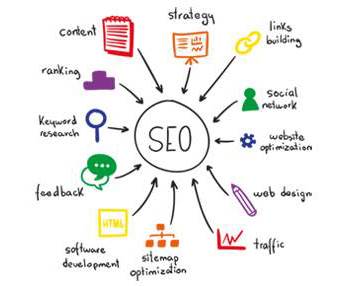 strategy
content
links
building
ranking
social
network
keyword
research
SEO
website
optimization
feedback
web design
HTML
software
development
sitemap
optimization
traffic